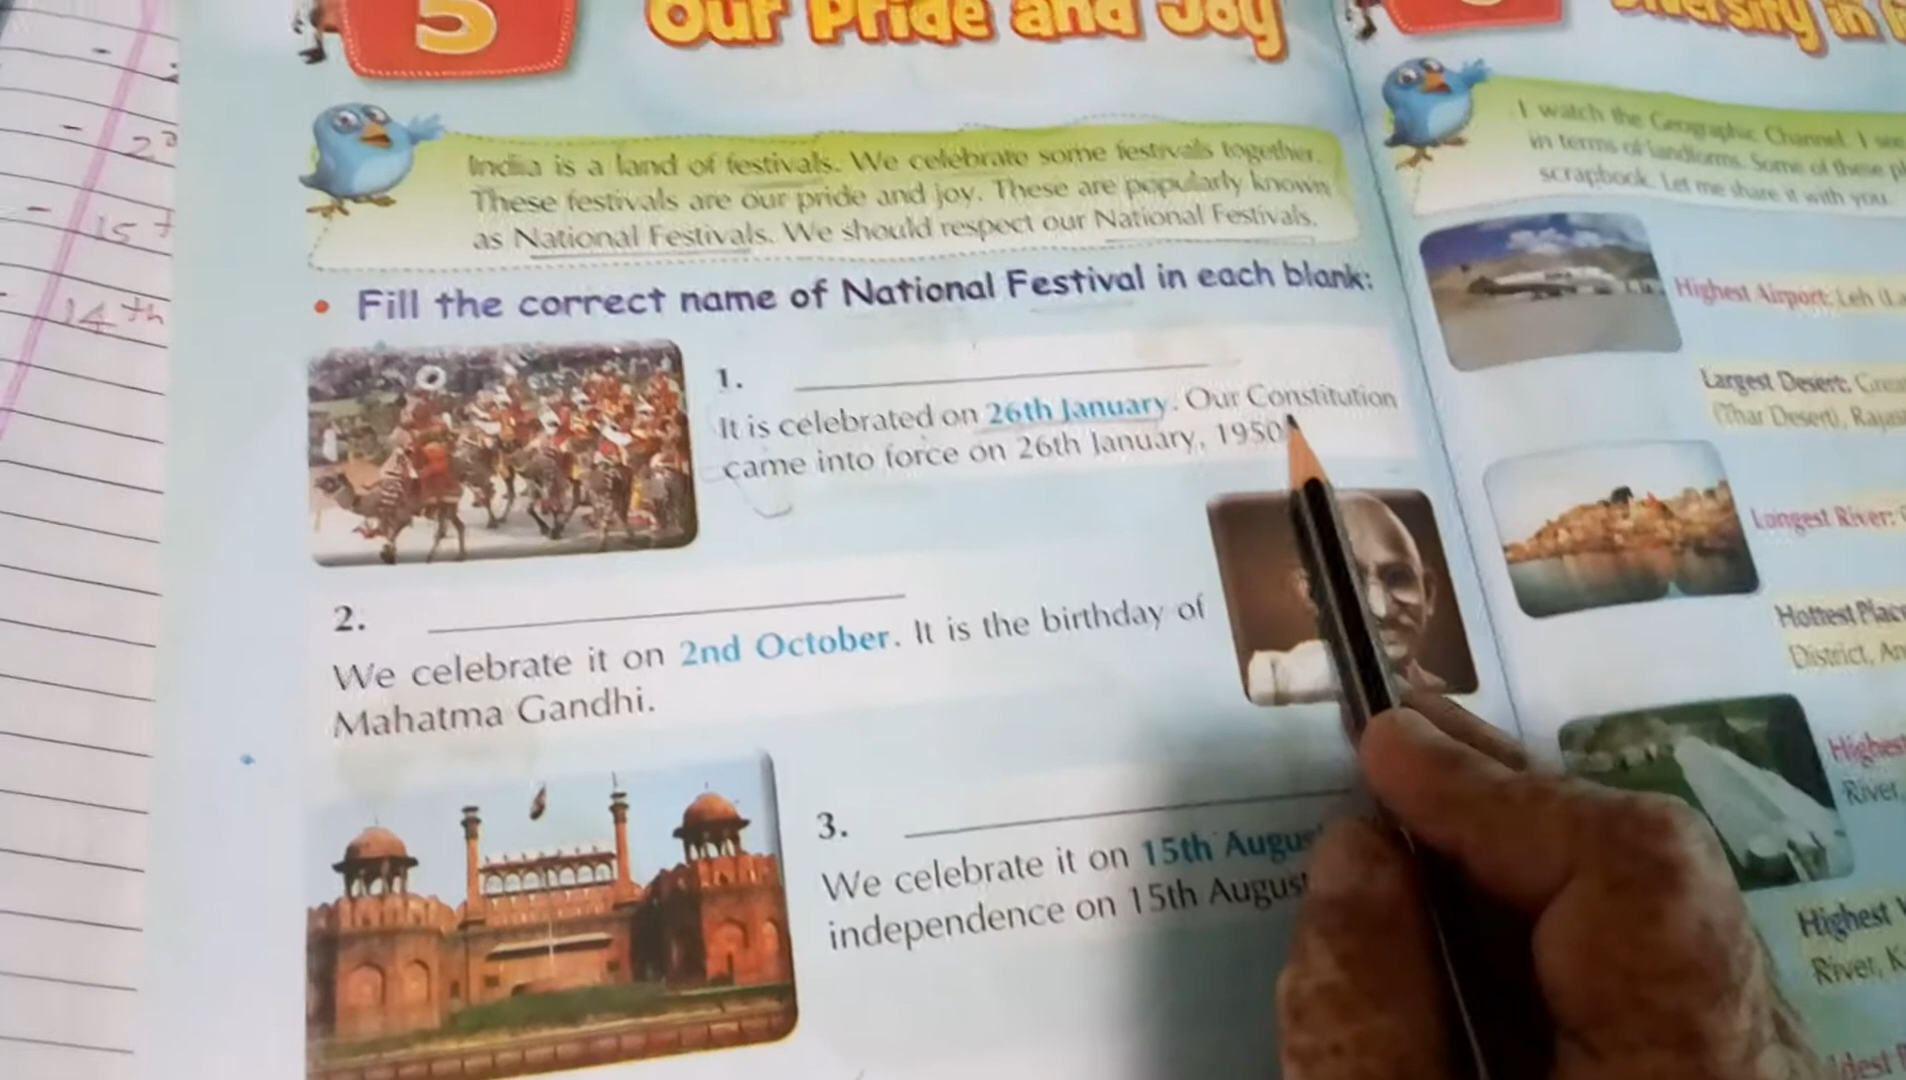 5
Our Pride and Joy
India is a land of festivals. We celebrate some festivals together.
These festivals are our pride and joy. These are popularly known
as National Festivals. We should respect our National Festivals.
• Fill the correct name of National Festival in each blank:
1.
It is celebrated on 26th January. Our Constitution
came into force on 26th January, 1950
2.
We celebrate it on 2nd October. It is the birthday of
Mahatma Gandhi.
3.
We celebrate it on 15th Augus
independence on 15th August
Diversity in
I watch the Geographic Channel. I see
in terms of landforms. Some of these
scrapbook. Let me share it with you.
Highest Airport: Leh
Largest Desert:
(Thar Desert),
Longest River:
Hottest Place
District,
Highest
River,
Highest
River,
- 15
14th